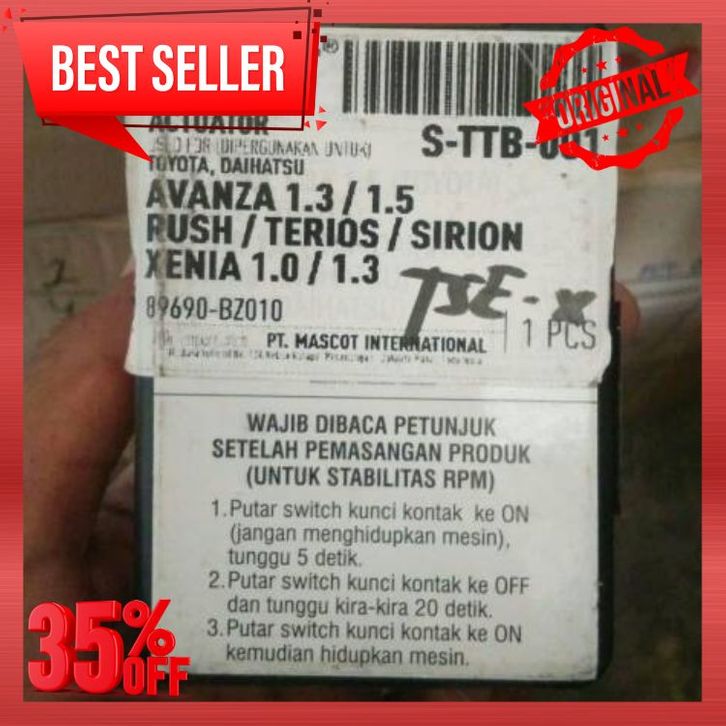 BEST SELLER
ORIGINAL
ACTUATOR
(DIPERGUNAKAN UNTUK)
S-TTB-001
TOYOTA, DAIHATSU
AVANZA 1.3 / 1.5
RUSH / TERIOS / SIRION
XENIA 1.0 / 1.3
TSE-X
89690-BZ010
1 PCS
PT. MASCOT INTERNATIONAL
WAJIB DIBACA PETUNJUK
SETELAH PEMASANGAN PRODUK
(UNTUK STABILITAS RPM)
1. Putar switch kunci kontak ke ON
(jangan menghidupkan mesin),
tunggu 5 detik.
2. Putar switch kunci kontak ke OFF
dan tunggu kira-kira 20 detik.
3. Putar switch kunci kontak ke ON
kemudian hidupkan mesin.
35%
OFF